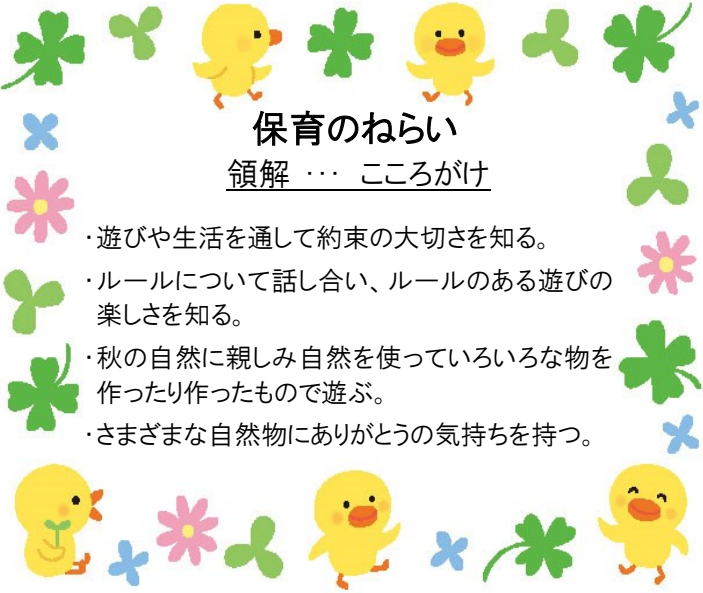 保育のねらい
領解 ･･･ こころがけ
･遊びや生活を通して約束の大切さを知る。
･ルールについて話し合い、ルールのある遊びの
楽しさを知る。
･秋の自然に親しみ自然を使っていろいろな物を
作ったり作ったもので遊ぶ。
･さまざまな自然物にありがとうの気持ちを持つ。